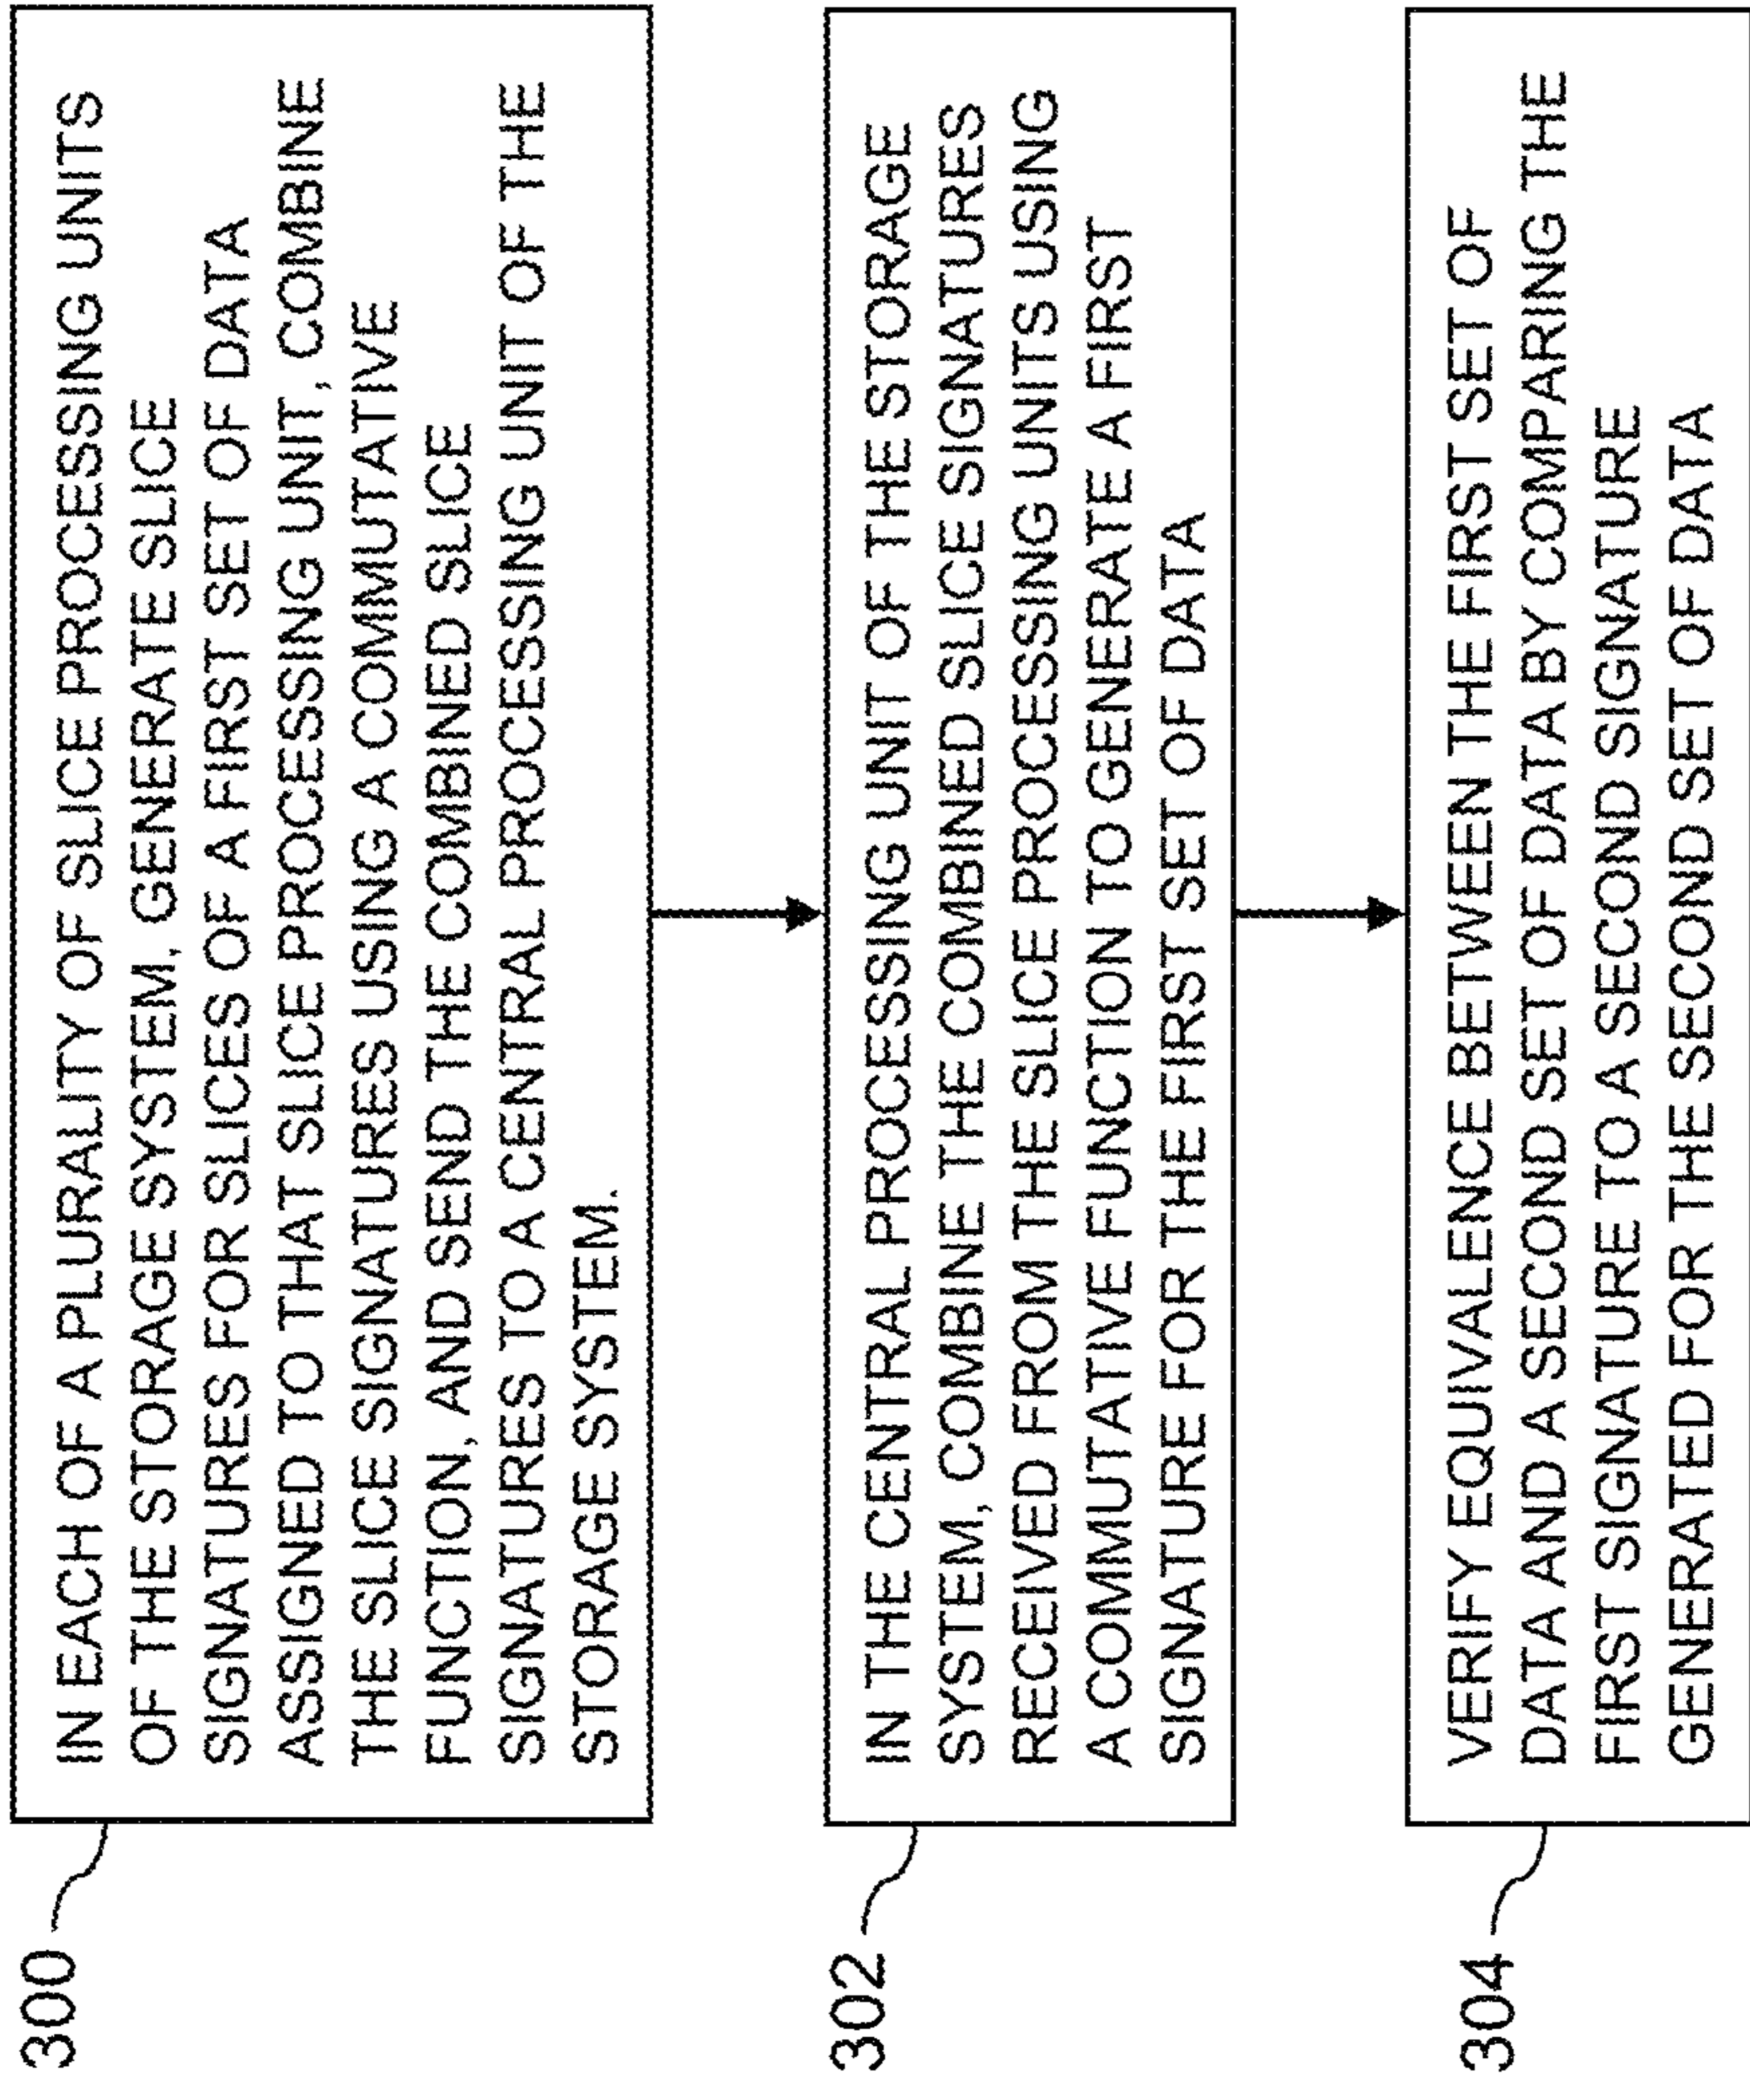 300
IN EACH OF A PLURALITY OF SLICE PROCESSING UNITS
OF THE STORAGE SYSTEM, GENERATE SLICE
SIGNATURES FOR SLICES OF A FIRST SET OF DATA
ASSIGNED TO THAT SLICE PROCESSING UNIT, COMBINE
THE SLICE SIGNATURES USING A COMMUTATIVE
FUNCTION, AND SEND THE COMBINED SLICE
SIGNATURES TO A CENTRAL PROCESSING UNIT OF THE
STORAGE SYSTEM.
302
IN THE CENTRAL PROCESSING UNIT OF THE STORAGE
SYSTEM, COMBINE THE COMBINED SLICE SIGNATURES
RECEIVED FROM THE SLICE PROCESSING UNITS USING
A COMMUTATIVE FUNCTION TO GENERATE A FIRST
SIGNATURE FOR THE FIRST SET OF DATA
304
VERIFY EQUIVALENCE BETWEEN THE FIRST SET OF
DATA AND A SECOND SET OF DATA BY COMPARING THE
FIRST SIGNATURE TO A SECOND SIGNATURE
GENERATED FOR THE SECOND SET OF DATA